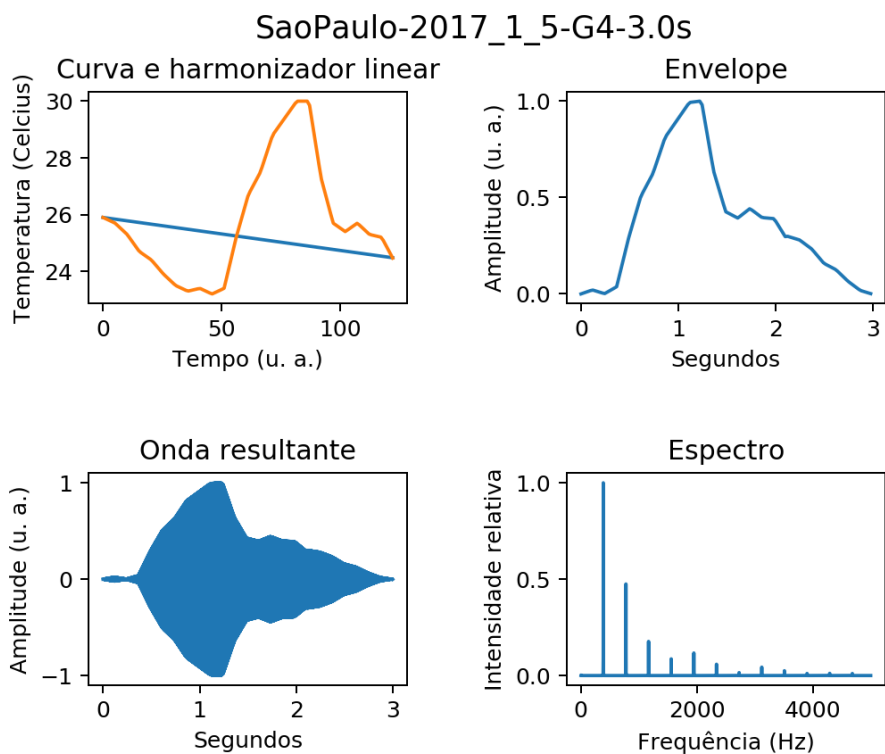 SaoPaulo-2017_1_5-G4-3.0s
Curva e harmonizador linear
Temperatura (Celcius)
30
28
26
24
0
50
100
Tempo (u. a.)
Envelope
Amplitude (u. a.)
1.0
0.5
0.0
0
1
2
3
Segundos
Onda resultante
Amplitude (u. a.)
1
0
−1
0
1
2
3
Segundos
Espectro
Intensidade relativa
1.0
0.5
0.0
0
2000
4000
Frequência (Hz)